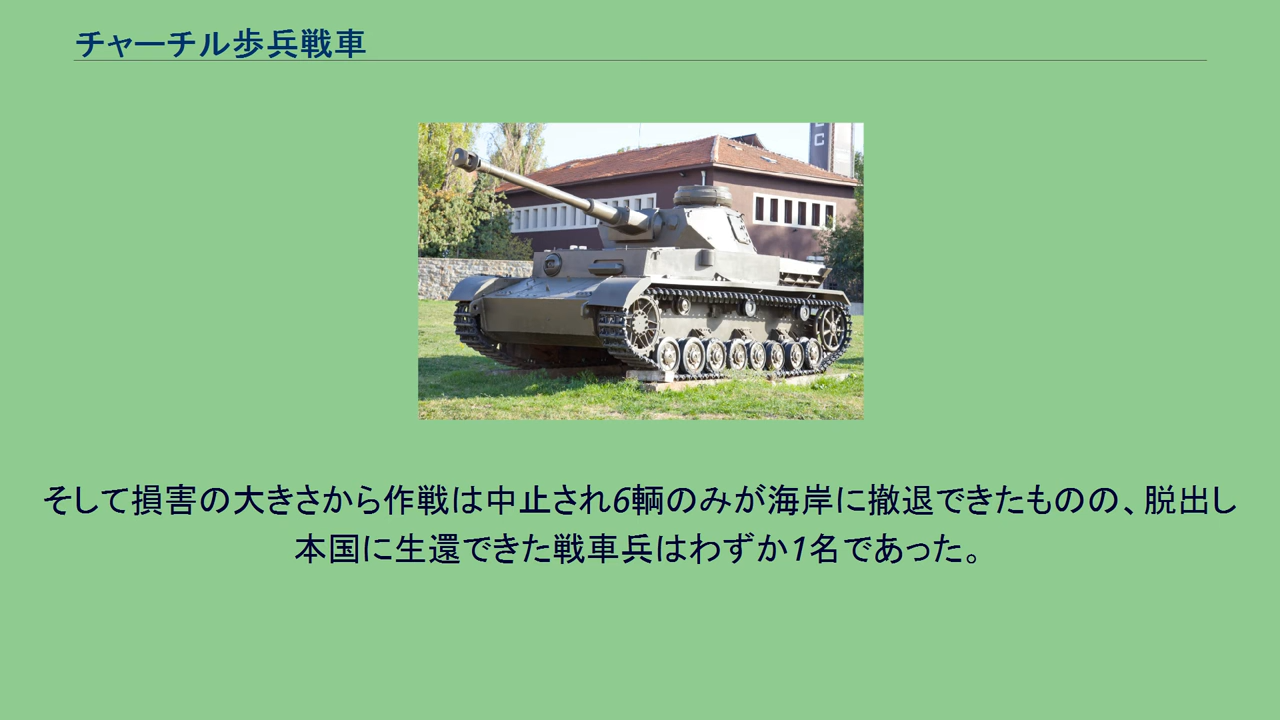 チャーチル歩兵戦車
C
そして損害の大きさから作戦は中止され6輌のみが海岸に撤退できたものの、脱出し
本国に生還できた戦車兵はわずか1名であった。